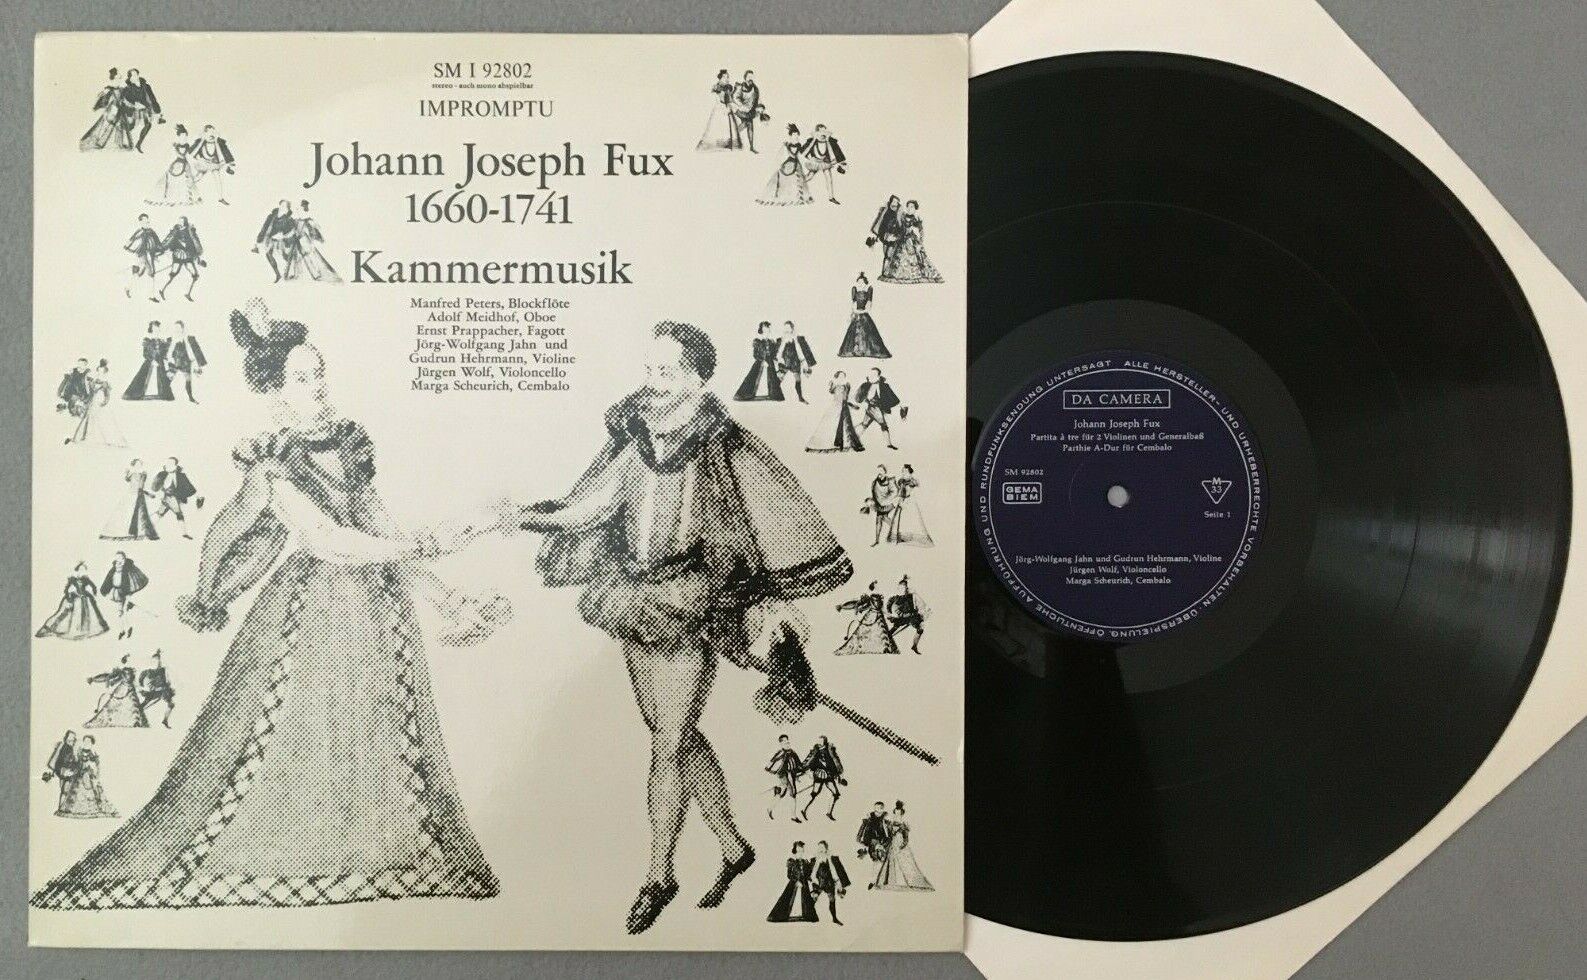 SM I 92802
stereo - auch mono abspielbar
IMPROMPTU
Johann Joseph Fux
1660-1741
Kammermusik
Manfred Peters, Blockflöte
Adolf Meidhof, Oboe
Ernst Prappacher, Fagott
Jörg-Wolfgang Jahn und
Gudrun Hehrmann, Violine
Jürgen Wolf, Violoncello
Marga Scheurich, Cembalo
ALLE HERSTELLER- UND URHEBERRECHTE VORBEHALTEN. ÜBERSPIELUNG, ÖFFENTLICHE AUFFÜHRUNG UND RUNDFUNKSENDUNG UNTERSAGT
DA CAMERA
Johann Joseph Fux
Partita à tre für 2 Violinen und Generalbaß
Parthie A-Dur für Cembalo
SM 92802
GEMA
BIEM
M
33
Seite 1
Jörg-Wolfgang Jahn und Gudrun Hehrmann, Violine
Jürgen Wolf, Violoncello
Marga Scheurich, Cembalo